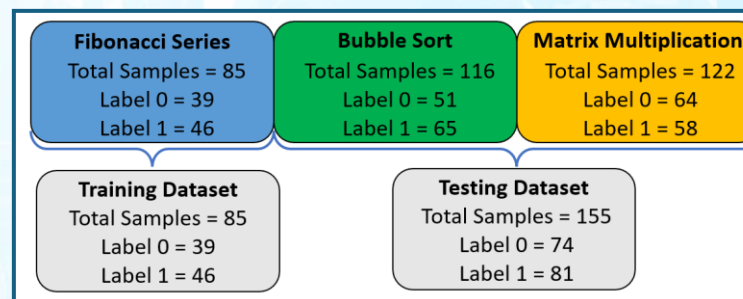 Fibonacci Series
Total Samples = 85
Label 0 = 39
Label 1 = 46
Bubble Sort
Total Samples = 116
Label 0 = 51
Label 1 = 65
Matrix Multiplication
Total Samples = 122
Label 0 = 64
Label 1 = 58
Training Dataset
Total Samples = 85
Label 0 = 39
Label 1 = 46
Testing Dataset
Total Samples = 155
Label 0 = 74
Label 1 = 81